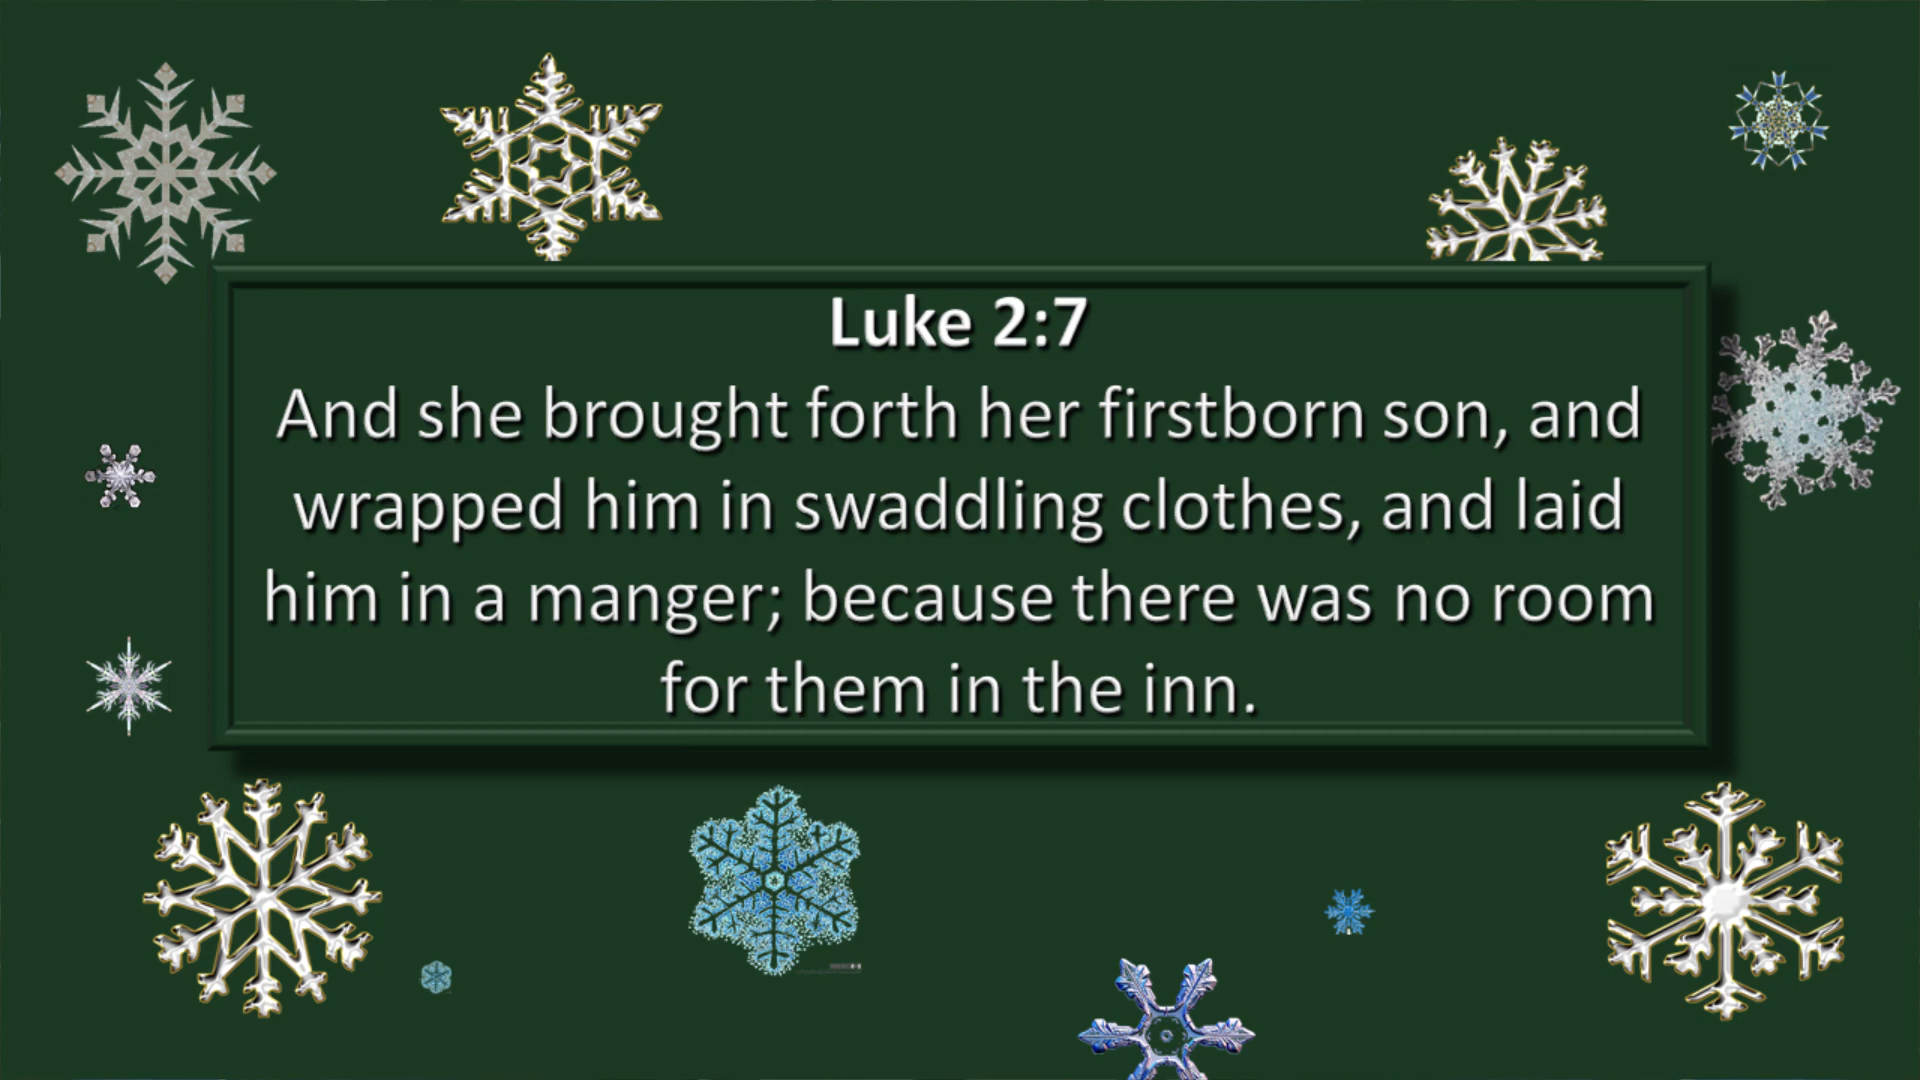 Luke 2:7
And she brought forth her firstborn son, and
wrapped him in swaddling clothes, and laid
him in a manger; because there was no room
for them in the inn.